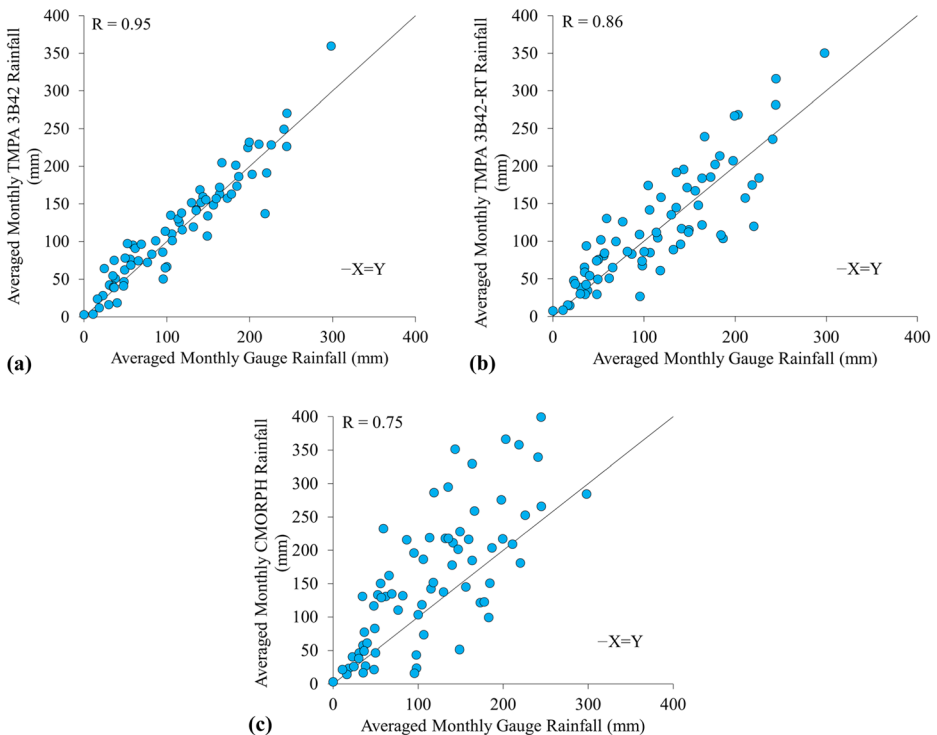 R = 0.95
400
350
300
250
200
150
100
50
0
Averaged Monthly TMPA 3B42 Rainfall
(mm)
−X=Y
0
100
200
300
400
Averaged Monthly Gauge Rainfall (mm)
(a)
R = 0.86
400
350
300
250
200
150
100
50
0
Averaged Monthly TMPA 3B42-RT Rainfall
(mm)
−X=Y
0
100
200
300
400
Averaged Monthly Gauge Rainfall (mm)
(b)
R = 0.75
400
350
300
250
200
150
100
50
0
Averaged Monthly CMORPH Rainfall
(mm)
−X=Y
0
100
200
300
400
Averaged Monthly Gauge Rainfall (mm)
(c)